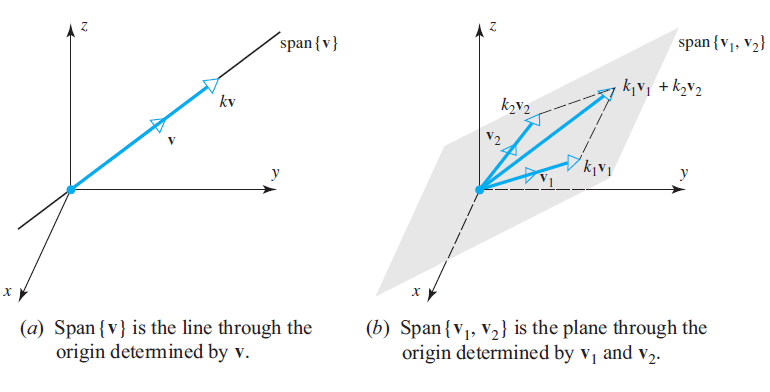 z
span{v}
kv
v
y
x
(a) Span{v} is the line through the
origin determined by v.
z
span{v₁, v₂}
k₁v₁ + k₂v₂
k₂v₂
v₂
k₁v₁
v₁
y
x
(b) Span{v₁, v₂} is the plane through the
origin determined by v₁ and v₂.